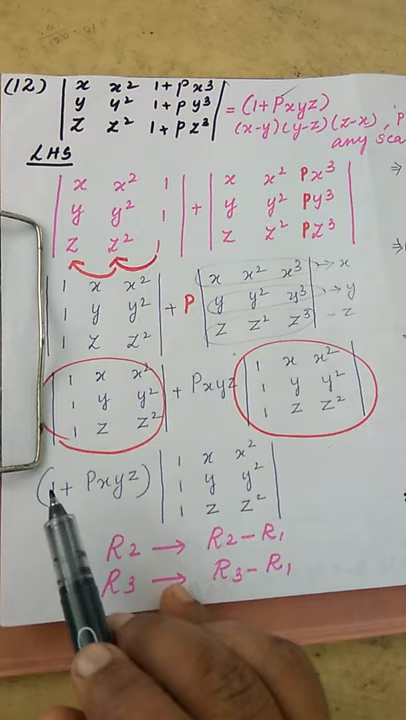 (12) | x x² 1+Px³ |
| y y² 1+Py³ | = (1+Pxyz)
| z z² 1+Pz³ | (x-y)(y-z)(z-x), P
any sca
LHS
| x x² 1 | + | x x² Px³ |
| y y² 1 | | y y² Py³ |
| z z² 1 | | z z² Pz³ |
| 1 x x² | + P | x x² x³ | → x
| 1 y y² | | y y² y³ | → y
| 1 z z² | | z z² z³ | - z
| 1 x x² | + Pxyz | 1 x x² |
| 1 y y² | | 1 y y² |
| 1 z z² | | 1 z z² |
(1+ Pxyz) | 1 x x² |
| 1 y y² |
| 1 z z² |
R2 → R2-R1
R3 → R3-R1